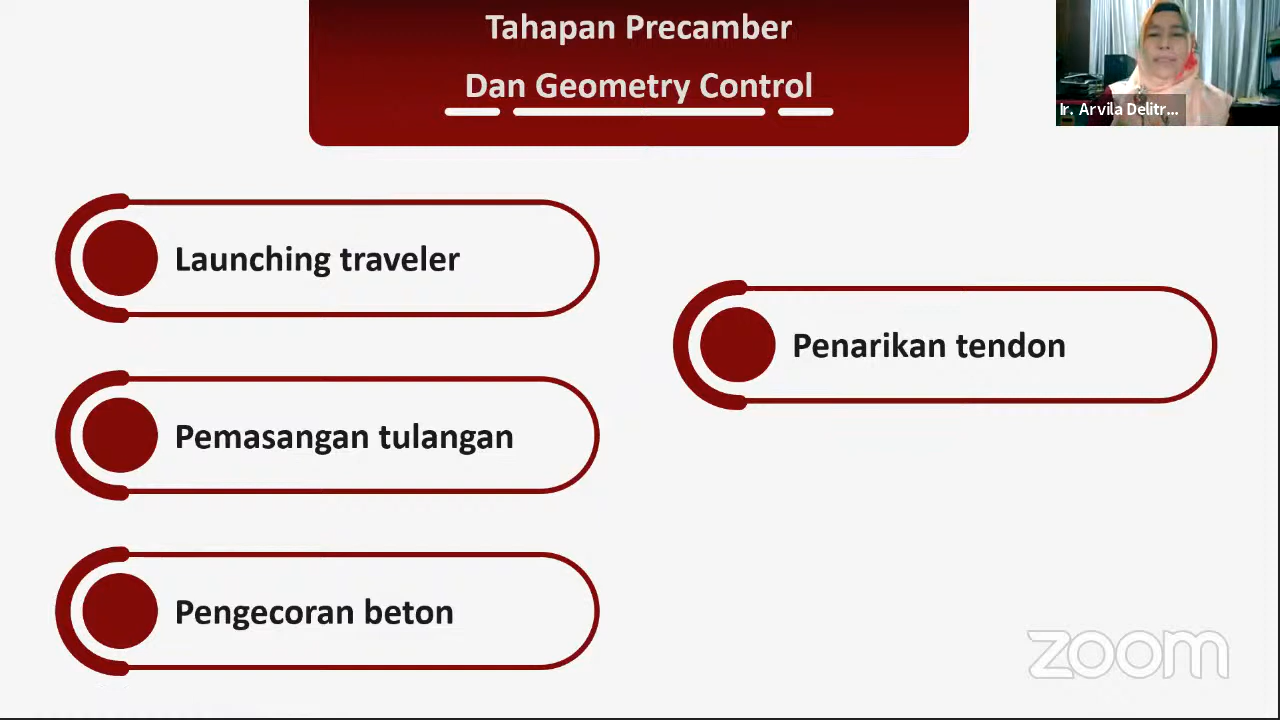 Tahapan Precamber
Dan Geometry Control
Ir. Arvila Delitr...
Launching traveler
Penarikan tendon
Pemasangan tulangan
Pengecoran beton
zoom